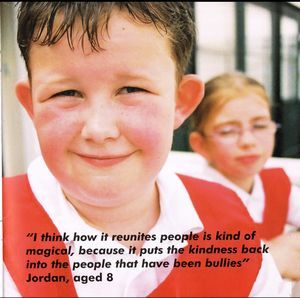 "I think how it reunites people is kind of
magical, because it puts the kindness back
into the people that have been bullies"
Jordan, aged 8